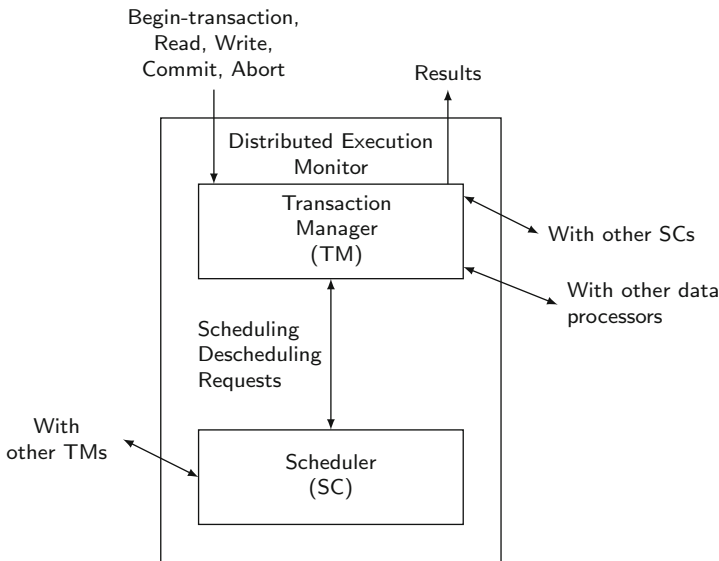 Begin-transaction,
Read, Write,
Commit, Abort
Results
Distributed Execution
Monitor
Transaction
Manager
(TM)
With other SCs
With other data
processors
Scheduling
Descheduling
Requests
With
other TMs
Scheduler
(SC)